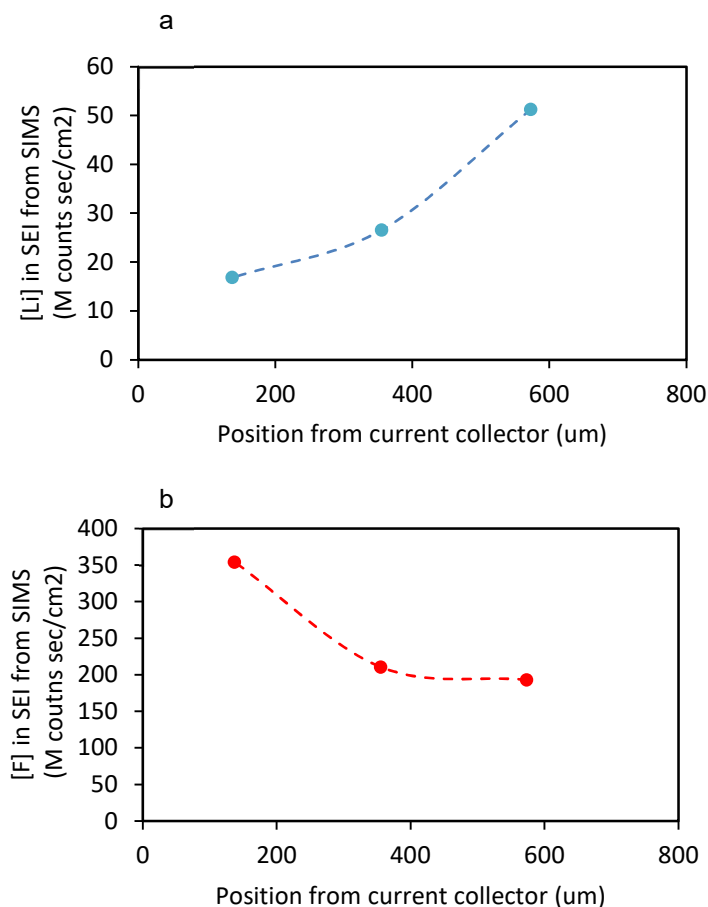 a
[Li] in SEI from SIMS
(M counts sec/cm2)
60
50
40
30
20
10
0
0 200 400 600 800
Position from current collector (um)
b
[F] in SEI from SIMS
(M coutns sec/cm2)
400
350
300
250
200
150
100
50
0
0 200 400 600 800
Position from current collector (um)